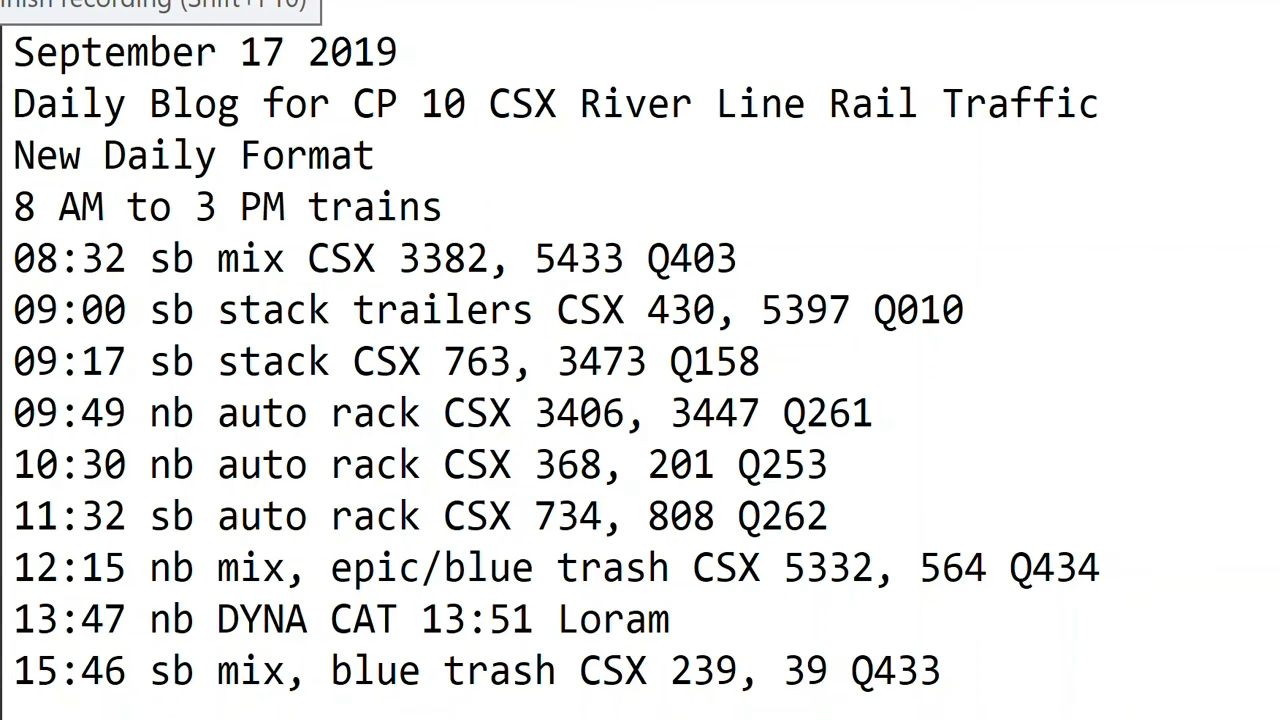 finish recording (Shift+F10)
September 17 2019
Daily Blog for CP 10 CSX River Line Rail Traffic
New Daily Format
8 AM to 3 PM trains
08:32 sb mix CSX 3382, 5433 Q403
09:00 sb stack trailers CSX 430, 5397 Q010
09:17 sb stack CSX 763, 3473 Q158
09:49 nb auto rack CSX 3406, 3447 Q261
10:30 nb auto rack CSX 368, 201 Q253
11:32 sb auto rack CSX 734, 808 Q262
12:15 nb mix, epic/blue trash CSX 5332, 564 Q434
13:47 nb DYNA CAT 13:51 Loram
15:46 sb mix, blue trash CSX 239, 39 Q433